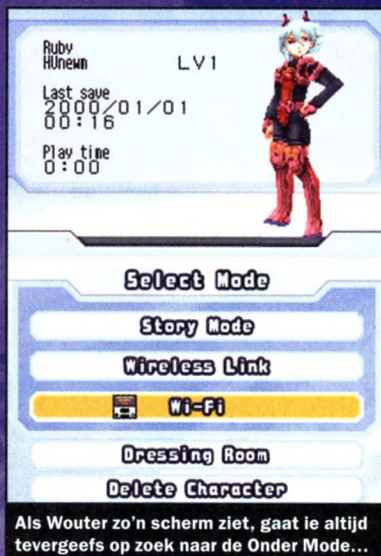 Ruby
HUnewm LV1
Last save
2000/01/01
00:16
Play time
0:00
Select Mode
Story Mode
Wireless Link
Wi-Fi
Dressing Room
Delete Character
Als Wouter zo'n scherm ziet, gaat ie altijd
tevergeefs op zoek naar de Onder Mode...